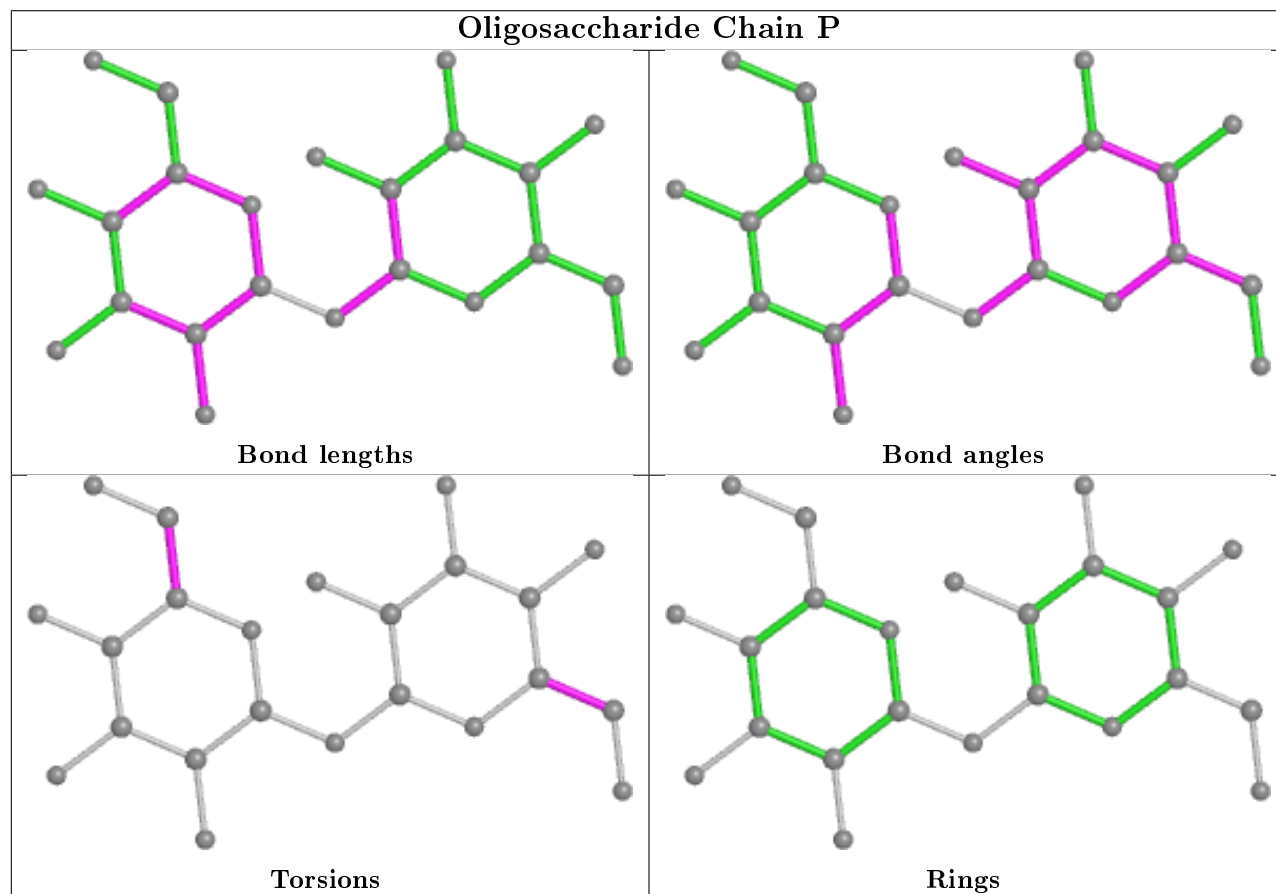 Oligosaccharide Chain P
Bond lengths
Bond angles
Torsions
Rings